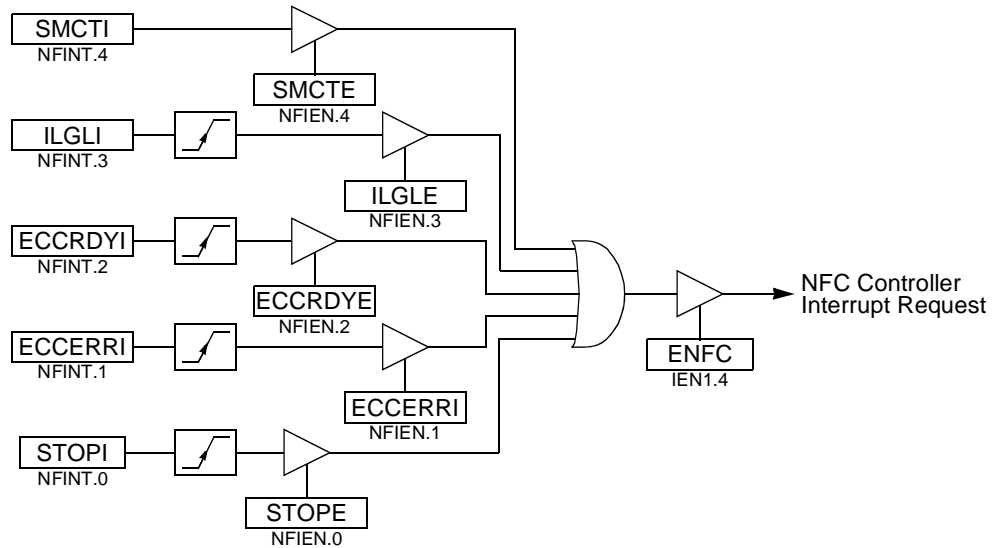 SMCTI
NFINT.4
SMCTE
NFIEN.4
ILGLI
NFINT.3
ILGLE
NFIEN.3
ECCRDYI
NFINT.2
ECCRDYE
NFIEN.2
NFC Controller
Interrupt Request
ENFC
IEN1.4
ECCERRI
NFINT.1
ECCERRI
NFIEN.1
STOPI
NFINT.0
STOPE
NFIEN.0